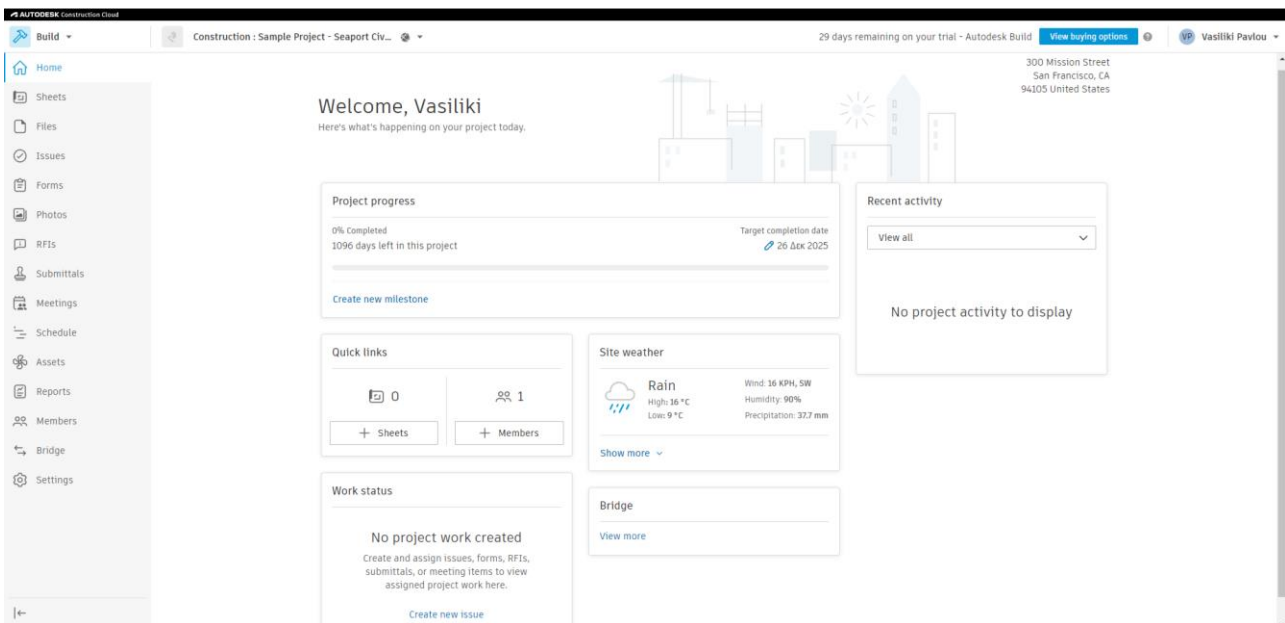 AUTODESK Construction Cloud
Build
Construction : Sample Project - Seaport Civ...
29 days remaining on your trial - Autodesk Build
View buying options
VP
Vasiliki Pavlou
Home
Sheets
Files
Issues
Forms
Photos
RFIs
Submittals
Meetings
Schedule
Assets
Reports
Members
Bridge
Settings
300 Mission Street
San Francisco, CA
94105 United States
Welcome, Vasiliki
Here's what's happening on your project today.
Project progress
0% Completed
1096 days left in this project
Target completion date
26 Δεκ 2025
Create new milestone
Recent activity
View all
No project activity to display
Quick links
0
1
+ Sheets
+ Members
Site weather
Rain
High: 16 °C
Low: 9 °C
Wind: 16 KPH, SW
Humidity: 90%
Precipitation: 37.7 mm
Show more
Work status
No project work created
Create and assign issues, forms, RFIs,
submittals, or meeting items to view
assigned project work here.
Create new issue
Bridge
View more